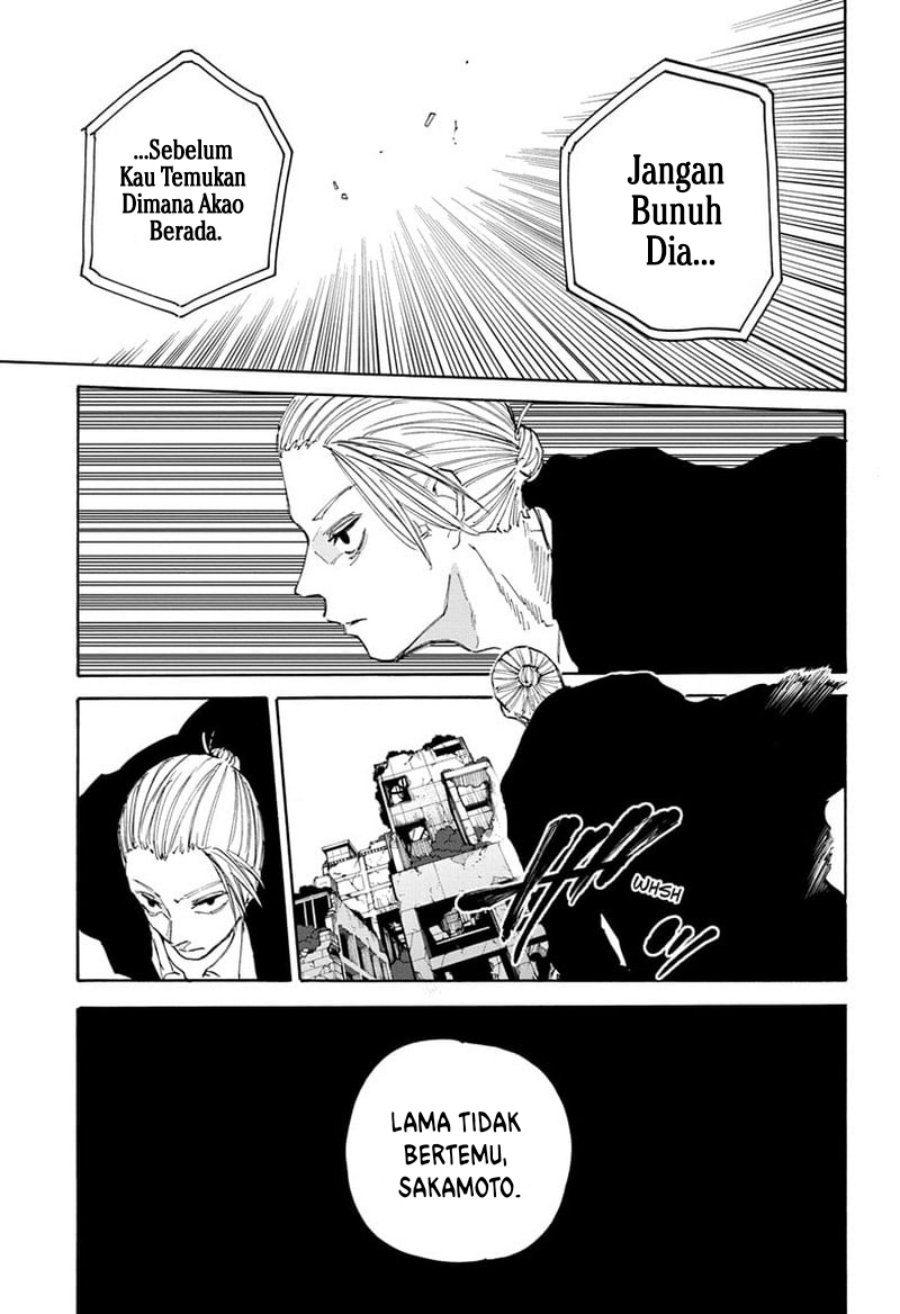 Jangan
Bunuh
Dia...
...Sebelum
Kau Temukan
Dimana Akao
Berada.
WHSH
LAMA TIDAK
BERTEMU,
SAKAMOTO.